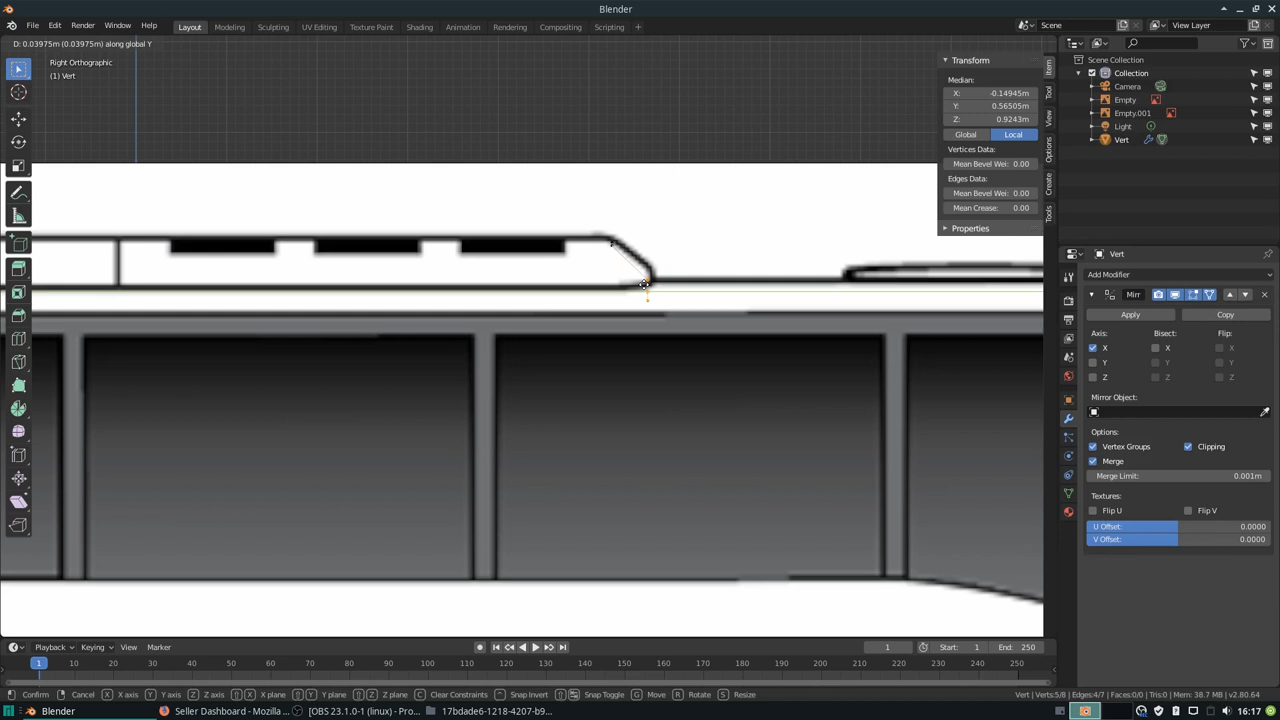 Blender
File Edit Render Window Help Layout Modeling Sculpting UV Editing Texture Paint Shading Animation Rendering Compositing Scripting + Scene View Layer
D: 0.03975m (0.03975m) along global Y
Right Orthographic
(1) Vert
Transform
Median:
X: -0.14945m
Y: 0.56505m
Z: 0.9243m
Global Local
Vertices Data:
Mean Bevel Wei: 0.00
Edges Data:
Mean Bevel Wei: 0.00
Mean Crease: 0.00
Properties
Item
Tool
View
Options
Create
Tools
Scene Collection
Collection
Camera
Empty
Empty.001
Light
Vert
Vert
Add Modifier
Mirr
Apply Copy
Axis: Bisect: Flip:
X X X
Y Y Y
Z Z Z
Mirror Object:
Options:
Vertex Groups Clipping
Merge
Merge Limit: 0.001m
Textures:
Flip U Flip V
U Offset: 0.0000
V Offset: 0.0000
Playback Keying View Marker 1 Start: 1 End: 250
1 10 20 30 40 50 60 70 80 90 100 110 120 130 140 150 160 170 180 190 200 210 220 230 240 250
Confirm Cancel X X axis Y Y axis Z Z axis X X plane Y Y plane Z Z plane C Clear Constraints Snap Invert Snap Toggle G Move R Rotate S Resize Vert | Verts:5/8 | Edges:4/7 | Faces:0/0 | Tris:0 | Mem: 38.7 MB | v2.80.64
Blender Seller Dashboard - Mozilla ... [OBS 23.1.0-1 (linux) - Pro... 17bdade6-1218-4207-b9... 16:17